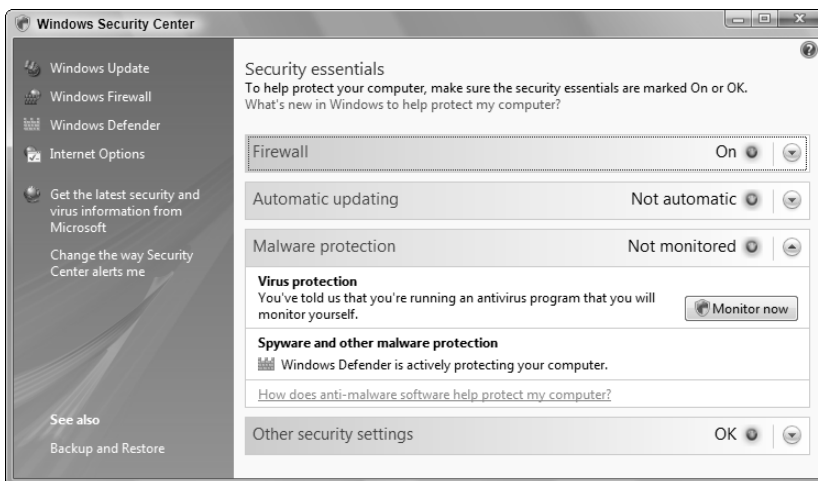 Windows Security Center
Windows Update
Windows Firewall
Windows Defender
Internet Options
Get the latest security and
virus information from
Microsoft
Change the way Security
Center alerts me
See also
Backup and Restore
Security essentials
To help protect your computer, make sure the security essentials are marked On or OK.
What's new in Windows to help protect my computer?
Firewall On
Automatic updating Not automatic
Malware protection Not monitored
Virus protection
You've told us that you're running an antivirus program that you will
monitor yourself.
Monitor now
Spyware and other malware protection
Windows Defender is actively protecting your computer.
How does anti-malware software help protect my computer?
Other security settings OK